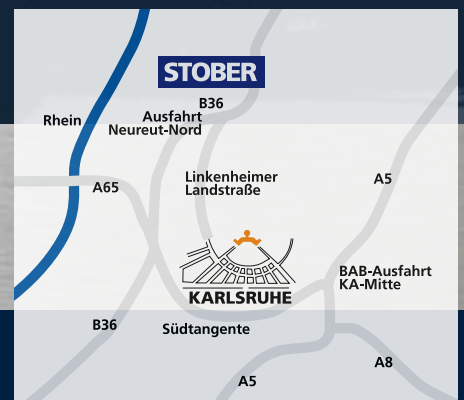 STOBER
B36
Ausfahrt
Neureut-Nord
Rhein
Linkenheimer
Landstraße
A65
A5
BAB-Ausfahrt
KA-Mitte
KARLSRUHE
B36
Südtangente
A8
A5